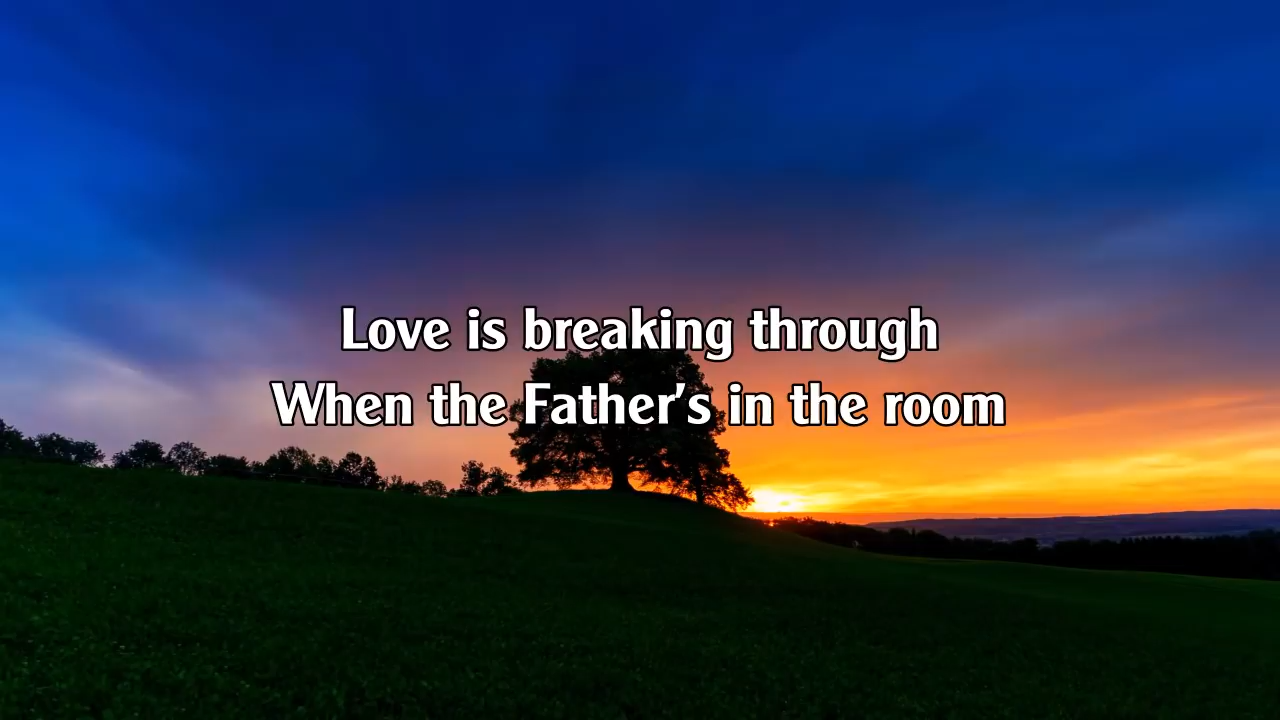 Love is breaking through
When the Father's in the room